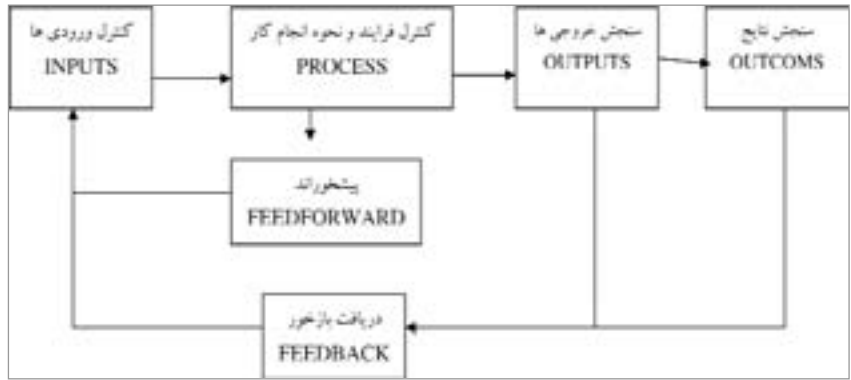 کنترل ورودی ها
INPUTS
کنترل فرایند و نحوه انجام کار
PROCESS
سنجش خروجی ها
OUTPUTS
سنجش نتایج
OUTCOMS
پیشخوراند
FEEDFORWARD
دریافت بازخور
FEEDBACK